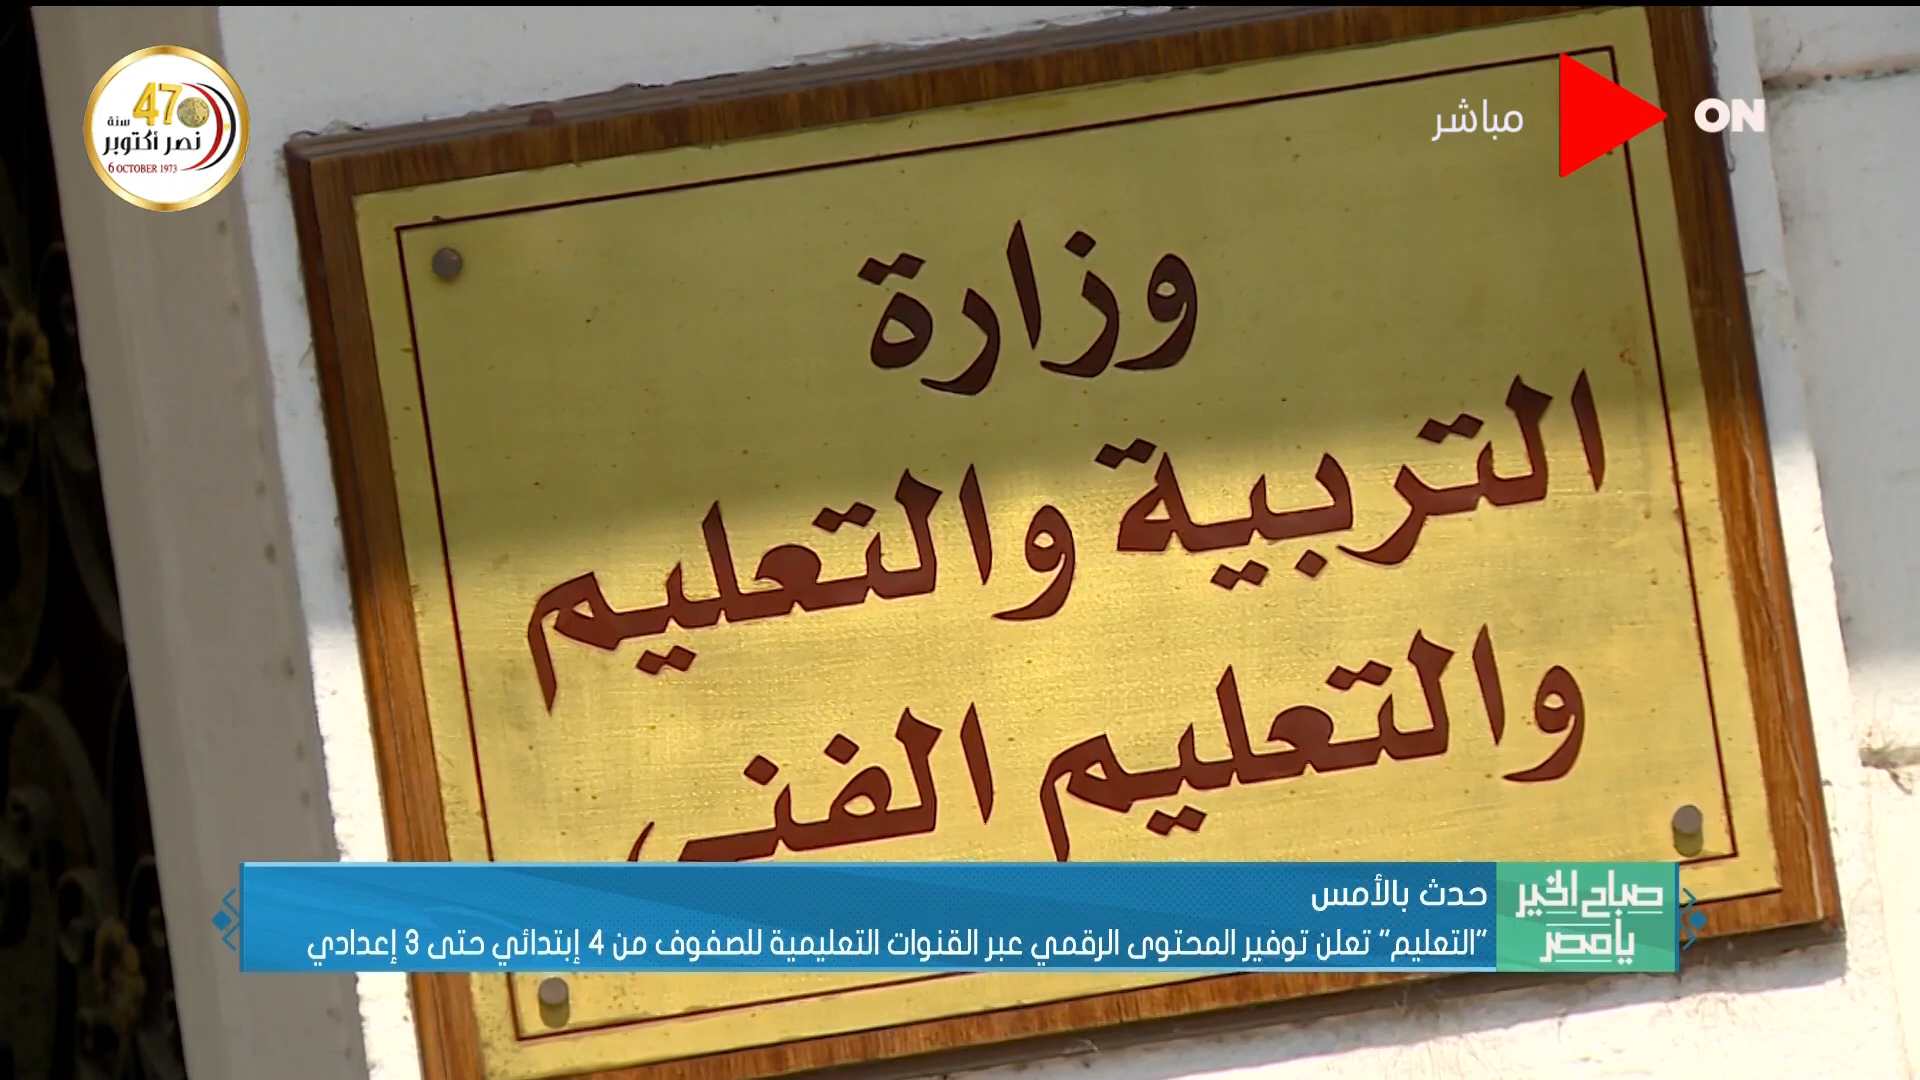 47
سنة
نصر أكتوبر
6 OCTOBER 1973
مباشر
ON
وزارة
التربية والتعليم
والتعليم الفنى
صباح الخير
يا مصر
حدث بالأمس
"التعليم" تعلن توفير المحتوى الرقمي عبر القنوات التعليمية للصفوف من 4 إبتدائي حتى 3 إعدادي